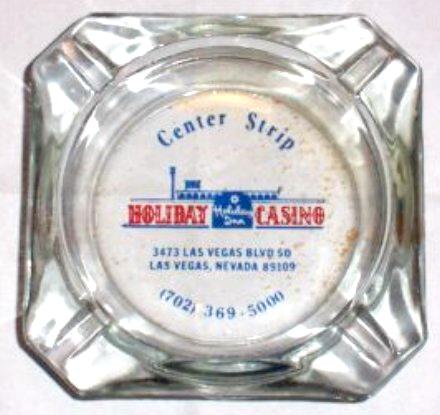 Center Strip
HOLIDAY Holiday Inn CASINO
3473 LAS VEGAS BLVD SO
LAS VEGAS, NEVADA 89109
(702) 369-5000